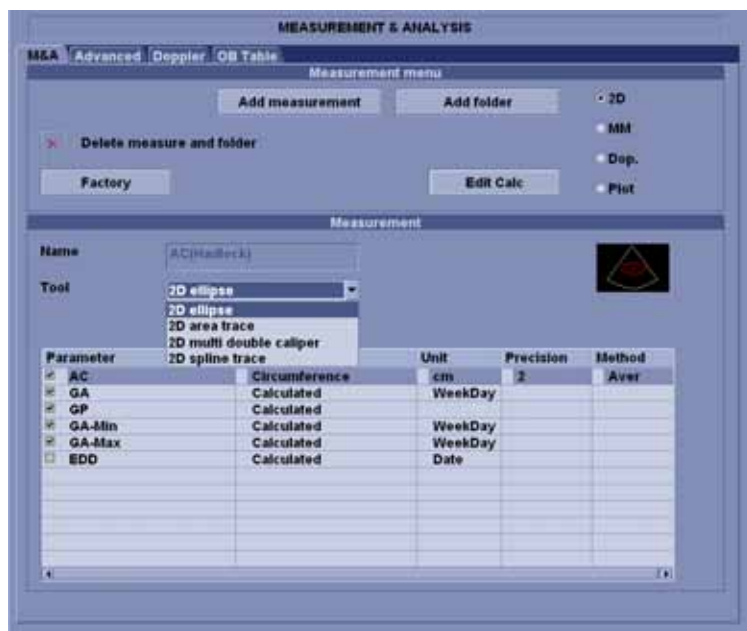 MEASUREMENT & ANALYSIS
M&A Advanced Doppler OB Table
Measurement menu
Add measurement Add folder 2D
MM
Delete measure and folder
Dop.
Factory Edit Calc Plot
Measurement
Name AC(Hadlock)
Tool 2D ellipse
2D ellipse
2D area trace
2D multi double caliper
2D spline trace
Parameter Unit Precision Method
AC Circumference cm 2 Aver
GA Calculated WeekDay
GP Calculated
GA-Min Calculated WeekDay
GA-Max Calculated WeekDay
EDD Calculated Date